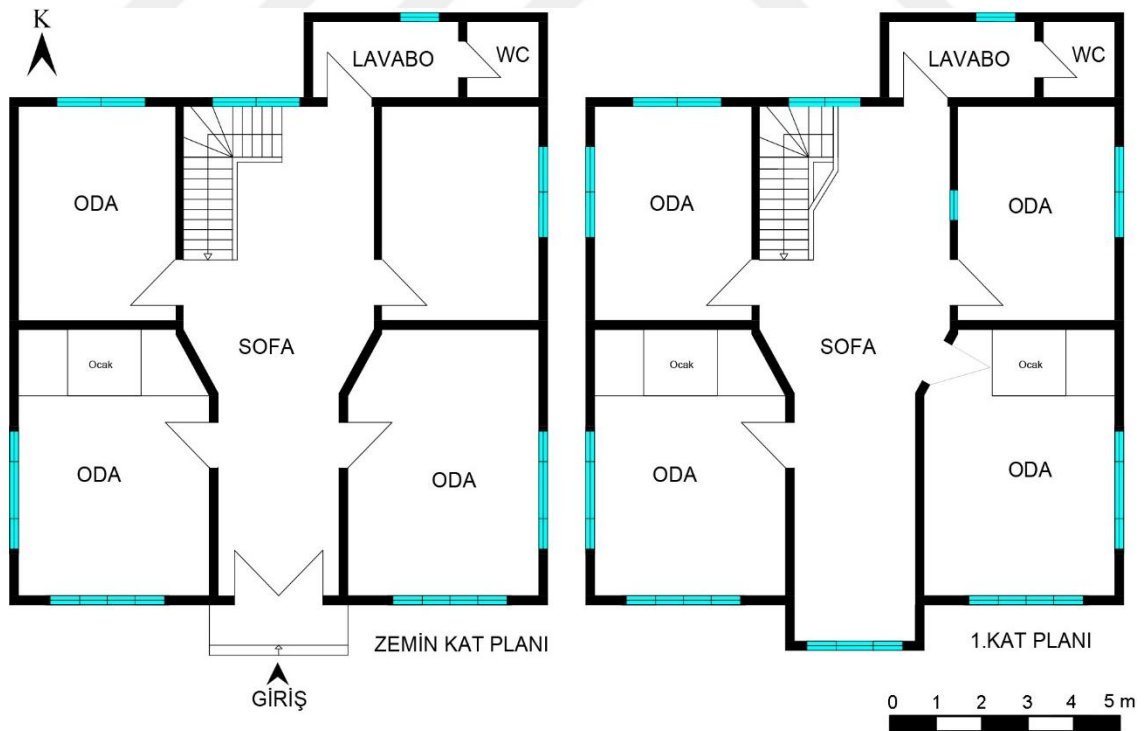 K
LAVABO
WC
ODA
SOFA
Ocak
ODA
ODA
ZEMİN KAT PLANI
GİRİŞ
LAVABO
WC
ODA
ODA
SOFA
Ocak
Ocak
ODA
ODA
1.KAT PLANI
0 1 2 3 4 5 m